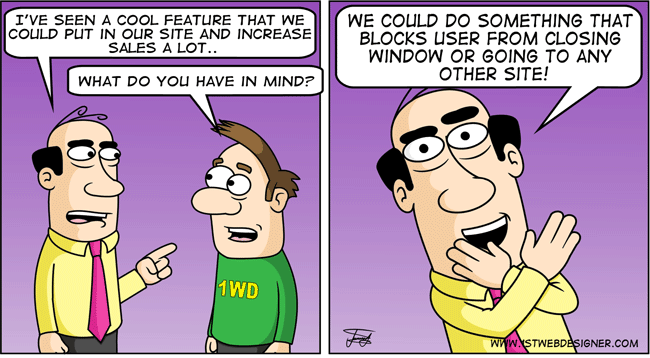 I'VE SEEN A COOL FEATURE THAT WE
COULD PUT IN OUR SITE AND INCREASE
SALES A LOT..
WHAT DO YOU HAVE IN MIND?
1WD
WE COULD DO SOMETHING THAT
BLOCKS USER FROM CLOSING
WINDOW OR GOING TO ANY
OTHER SITE!
WWW.1STWEBDESIGNER.COM